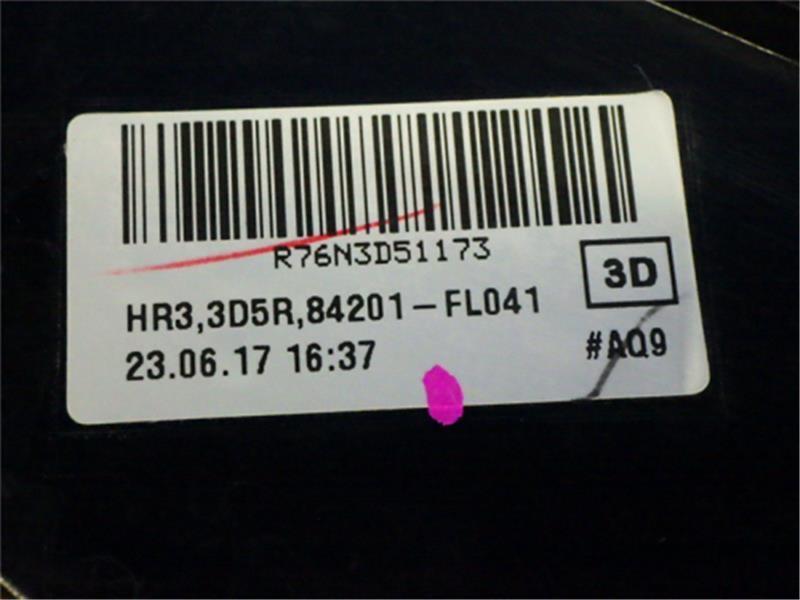 R76N3D51173
3D
HR3,3D5R,84201-FL041
23.06.17 16:37
#AQ9